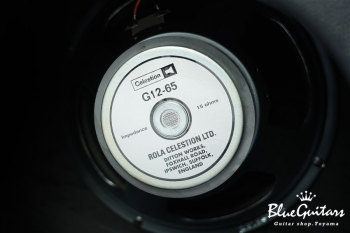 Celestion
G12-65
Impedance 15 ohms
ROLA CELESTION LTD.
DITTON WORKS,
FOXHALL ROAD,
IPSWICH, SUFFOLK,
ENGLAND
BlueGuitars
Guitar shop.Toyama